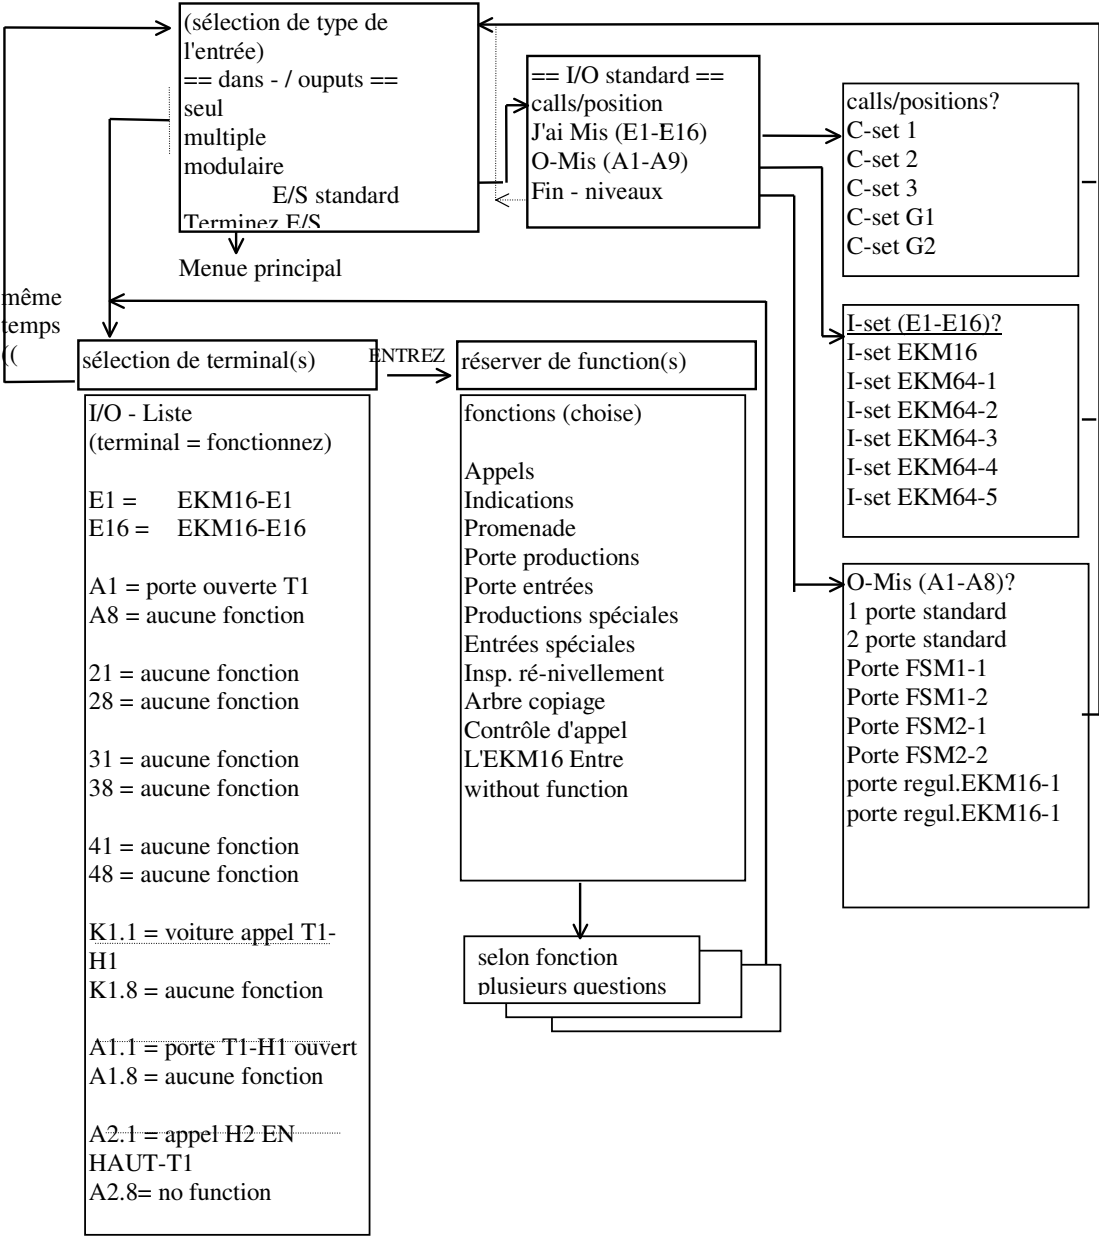 (sélection de type de
l'entrée)
== dans - / ouputs ==
seul
multiple
modulaire
E/S standard
Terminez E/S
Menue principal
== I/O standard ==
calls/position
J'ai Mis (E1-E16)
O-Mis (A1-A9)
Fin - niveaux
calls/positions?
C-set 1
C-set 2
C-set 3
C-set G1
C-set G2
I-set (E1-E16)?
I-set EKM16
I-set EKM64-1
I-set EKM64-2
I-set EKM64-3
I-set EKM64-4
I-set EKM64-5
O-Mis (A1-A8)?
1 porte standard
2 porte standard
Porte FSM1-1
Porte FSM1-2
Porte FSM2-1
Porte FSM2-2
porte regul.EKM16-1
porte regul.EKM16-1
même
temps
((
sélection de terminal(s)
ENTREZ
réserver de function(s)
I/O - Liste
(terminal = fonctionnez)
E1 = EKM16-E1
E16 = EKM16-E16
A1 = porte ouverte T1
A8 = aucune fonction
21 = aucune fonction
28 = aucune fonction
31 = aucune fonction
38 = aucune fonction
41 = aucune fonction
48 = aucune fonction
K1.1 = voiture appel T1-
H1
K1.8 = aucune fonction
A1.1 = porte T1-H1 ouvert
A1.8 = aucune fonction
A2.1 = appel H2 EN
HAUT-T1
A2.8= no function
fonctions (choise)
Appels
Indications
Promenade
Porte productions
Porte entrées
Productions spéciales
Entrées spéciales
Insp. ré-nivellement
Arbre copiage
Contrôle d'appel
L'EKM16 Entre
without function
selon fonction
plusieurs questions